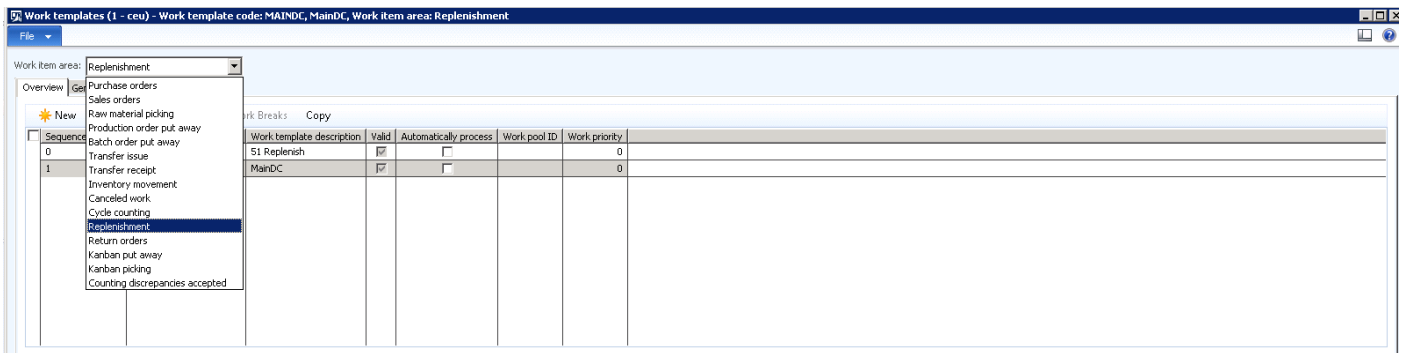 Work templates (1 - ceu) - Work template code: MAINDC, MainDC, Work item area: Replenishment
File
Work item area: Replenishment
Overview Ge
Purchase orders
Sales orders
Raw material picking
Production order put away
Batch order put away
Transfer issue
Transfer receipt
Inventory movement
Canceled work
Cycle counting
Replenishment
Return orders
Kanban put away
Kanban picking
Counting discrepancies accepted
New rk Breaks Copy
Sequence Work template description Valid Automatically process Work pool ID Work priority
0 51 Replenish 0
1 MainDC 0